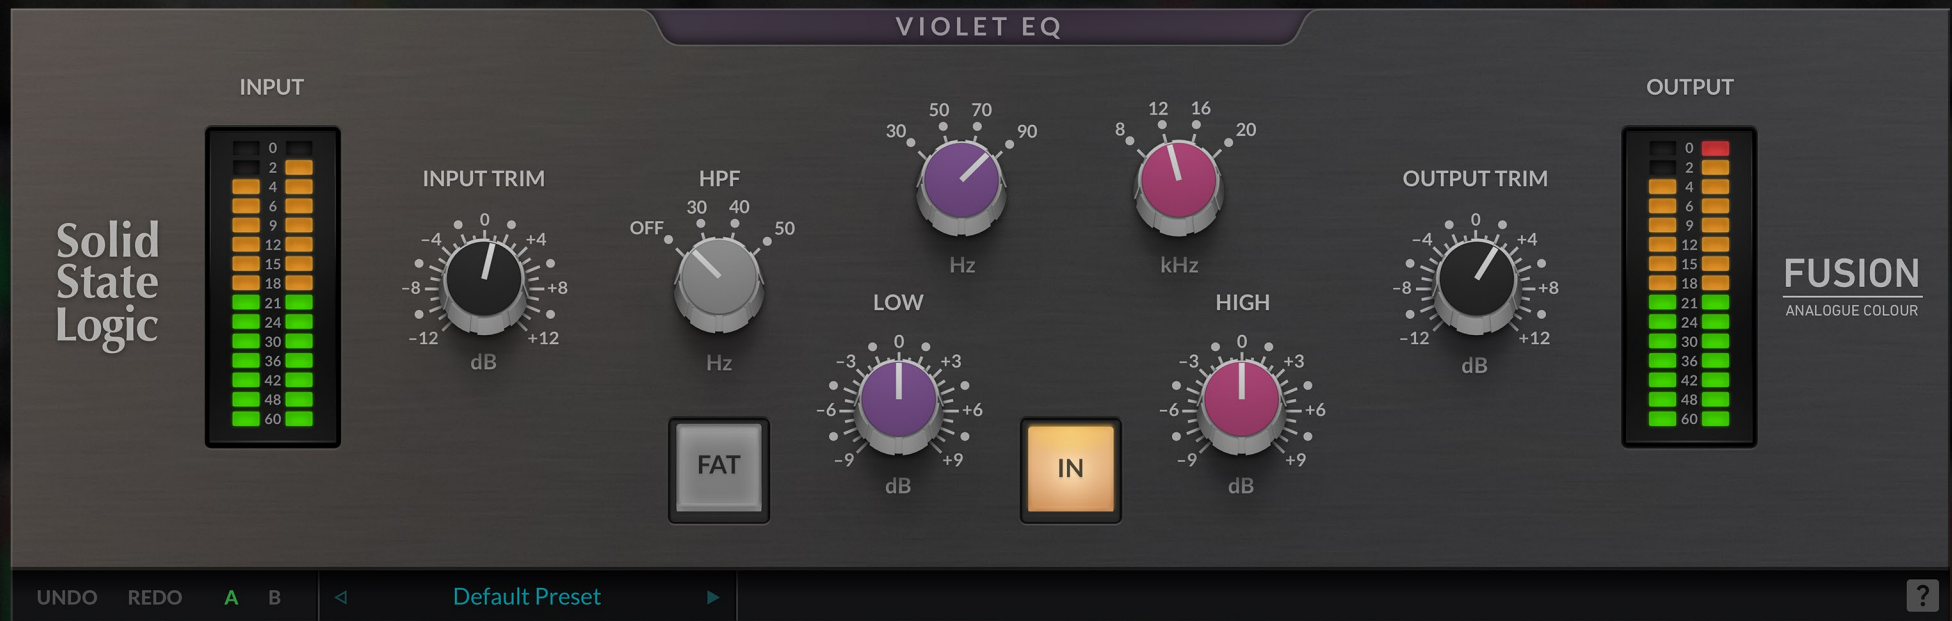 VIOLET EQ
INPUT
0
2
4
6
9
12
15
18
21
24
30
36
42
48
60
Solid
State
Logic
INPUT TRIM
0
-4 +4
-8 +8
-12 +12
dB
HPF
30 40
OFF 50
Hz
FAT
50 70
30 90
Hz
LOW
0
-3 +3
-6 +6
-9 +9
dB
IN
12 16
8 20
kHz
HIGH
0
-3 +3
-6 +6
-9 +9
dB
OUTPUT TRIM
0
-4 +4
-8 +8
-12 +12
dB
OUTPUT
0
2
4
6
9
12
15
18
21
24
30
36
42
48
60
FUSION
ANALOGUE COLOUR
UNDO REDO A B Default Preset ?